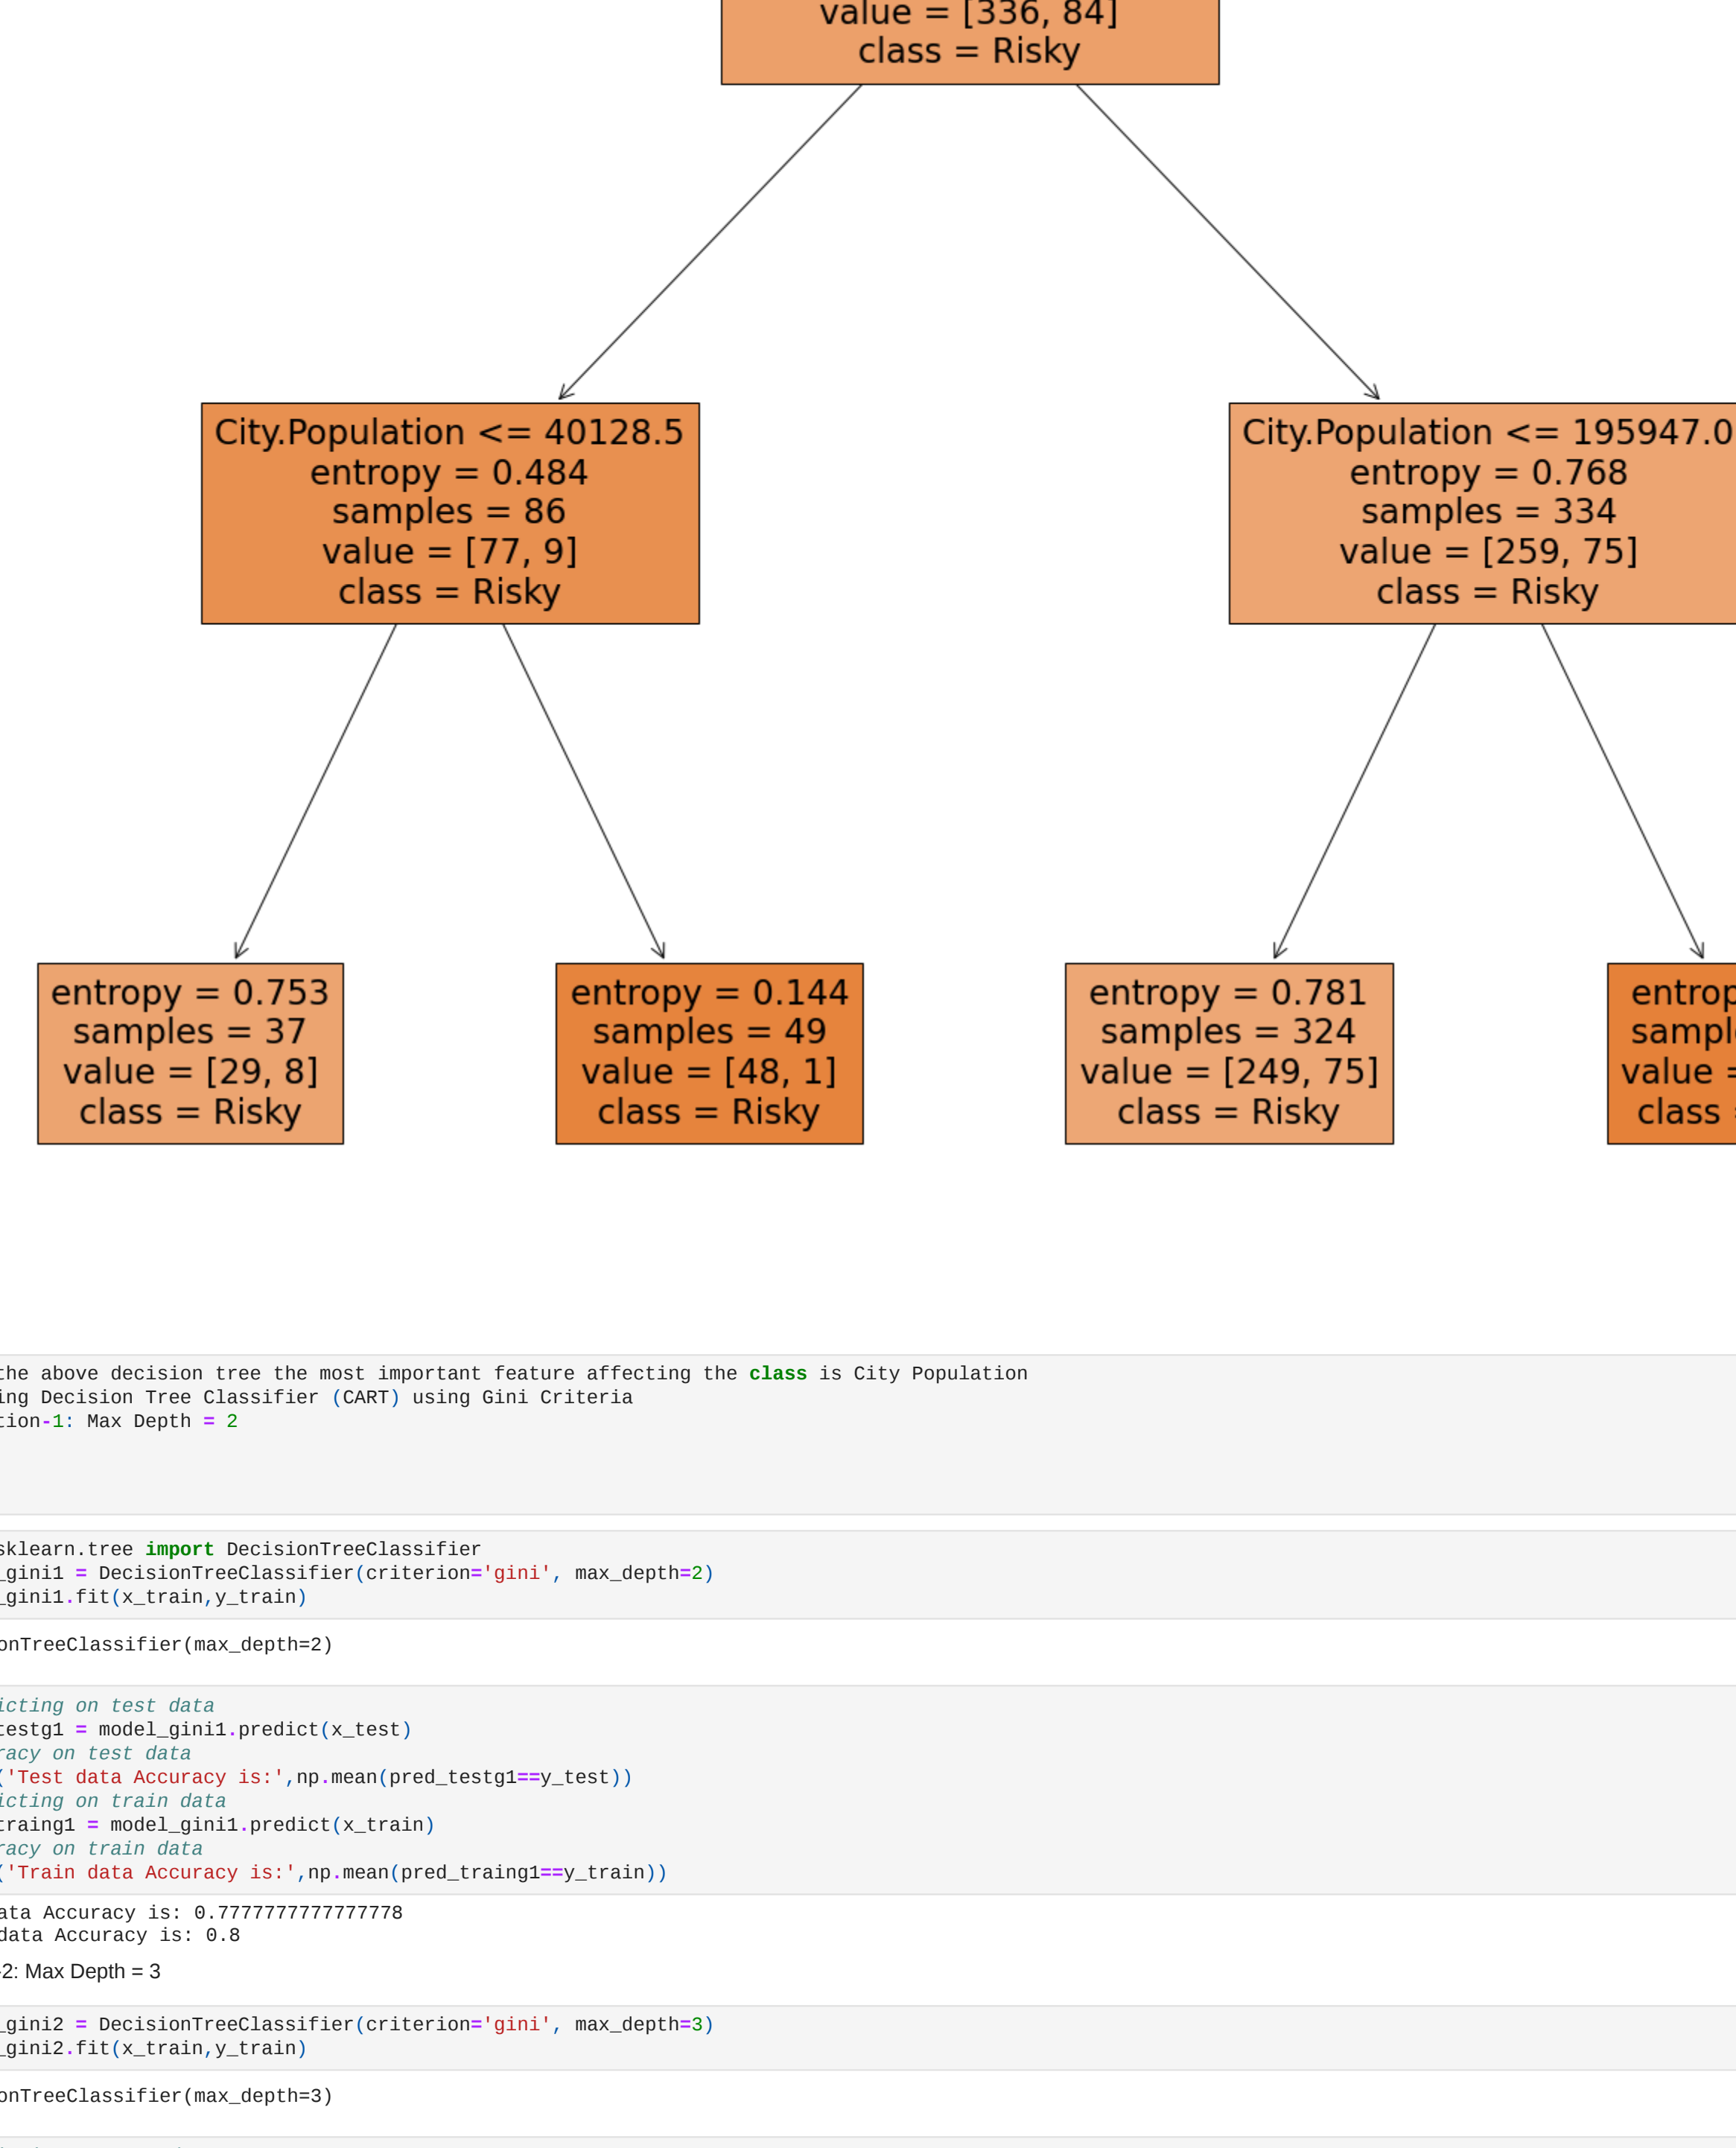 value = [336, 84]
class = Risky
City.Population <= 40128.5
entropy = 0.484
samples = 86
value = [77, 9]
class = Risky
City.Population <= 195947.0
entropy = 0.768
samples = 334
value = [259, 75]
class = Risky
entropy = 0.753
samples = 37
value = [29, 8]
class = Risky
entropy = 0.144
samples = 49
value = [48, 1]
class = Risky
entropy = 0.781
samples = 324
value = [249, 75]
class = Risky
entrop
sampl
value =
class =
the above decision tree the most important feature affecting the class is City Population
ing Decision Tree Classifier (CART) using Gini Criteria
tion-1: Max Depth = 2
sklearn.tree import DecisionTreeClassifier
_gini1 = DecisionTreeClassifier(criterion='gini', max_depth=2)
_gini1.fit(x_train,y_train)
onTreeClassifier(max_depth=2)
icting on test data
testg1 = model_gini1.predict(x_test)
racy on test data
('Test data Accuracy is:',np.mean(pred_testg1==y_test))
icting on train data
traing1 = model_gini1.predict(x_train)
racy on train data
('Train data Accuracy is:',np.mean(pred_traing1==y_train))
ata Accuracy is: 0.7777777777777778
data Accuracy is: 0.8
-2: Max Depth = 3
_gini2 = DecisionTreeClassifier(criterion='gini', max_depth=3)
_gini2.fit(x_train,y_train)
onTreeClassifier(max_depth=3)